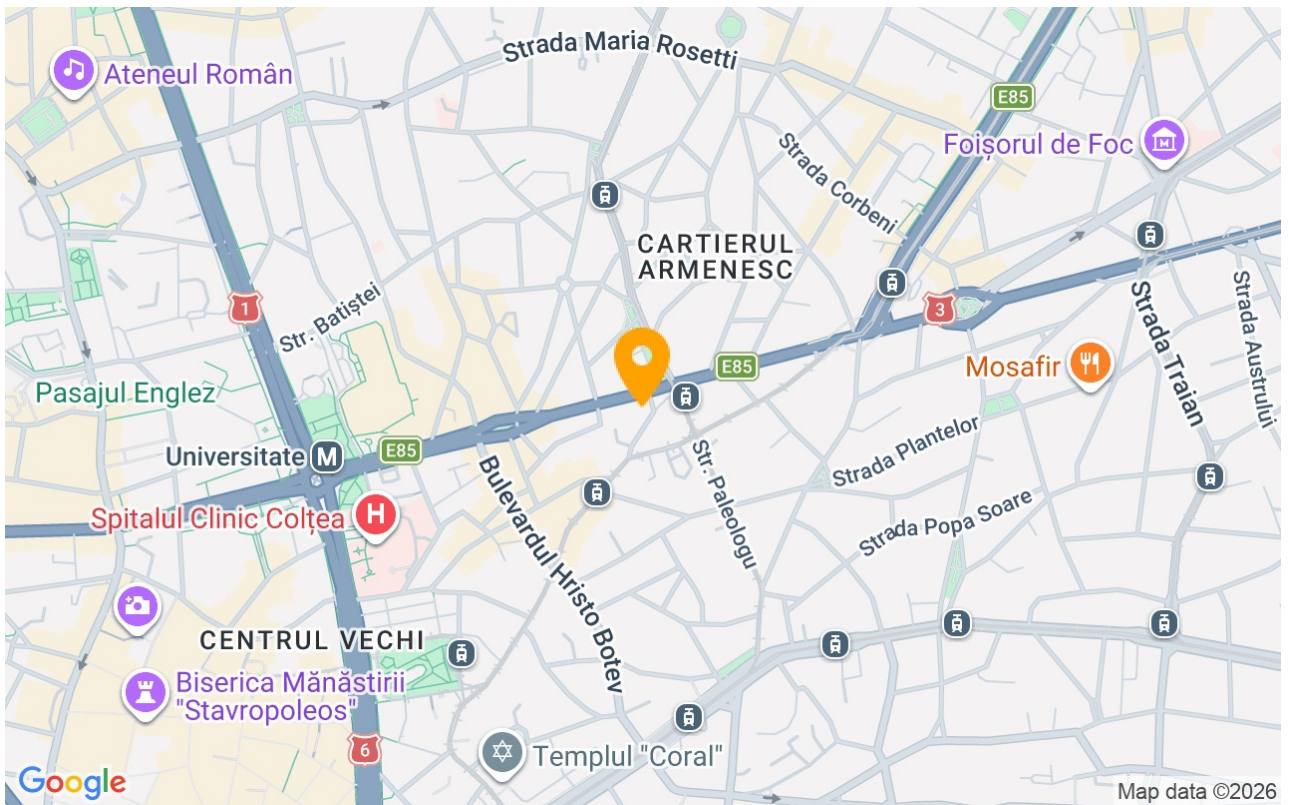 Strada Maria Rosetti
Ateneul Român
E85
Foișorul de Foc
Strada Corbeni
CARTIERUL
ARMENESC
1
3
Str. Batiștei
Strada Traian
Strada Austrului
E85
Mosafir
Pasajul Englez
Strada Plantelor
E85
Universitate M
Str. Paleologu
Bulevardul Hristo Botev
Spitalul Clinic Colțea H
Strada Popa Soare
CENTRUL VECHI
Biserica Mănăstirii
"Stavropoleos"
6
Templul "Coral"
Google
Map data ©2026